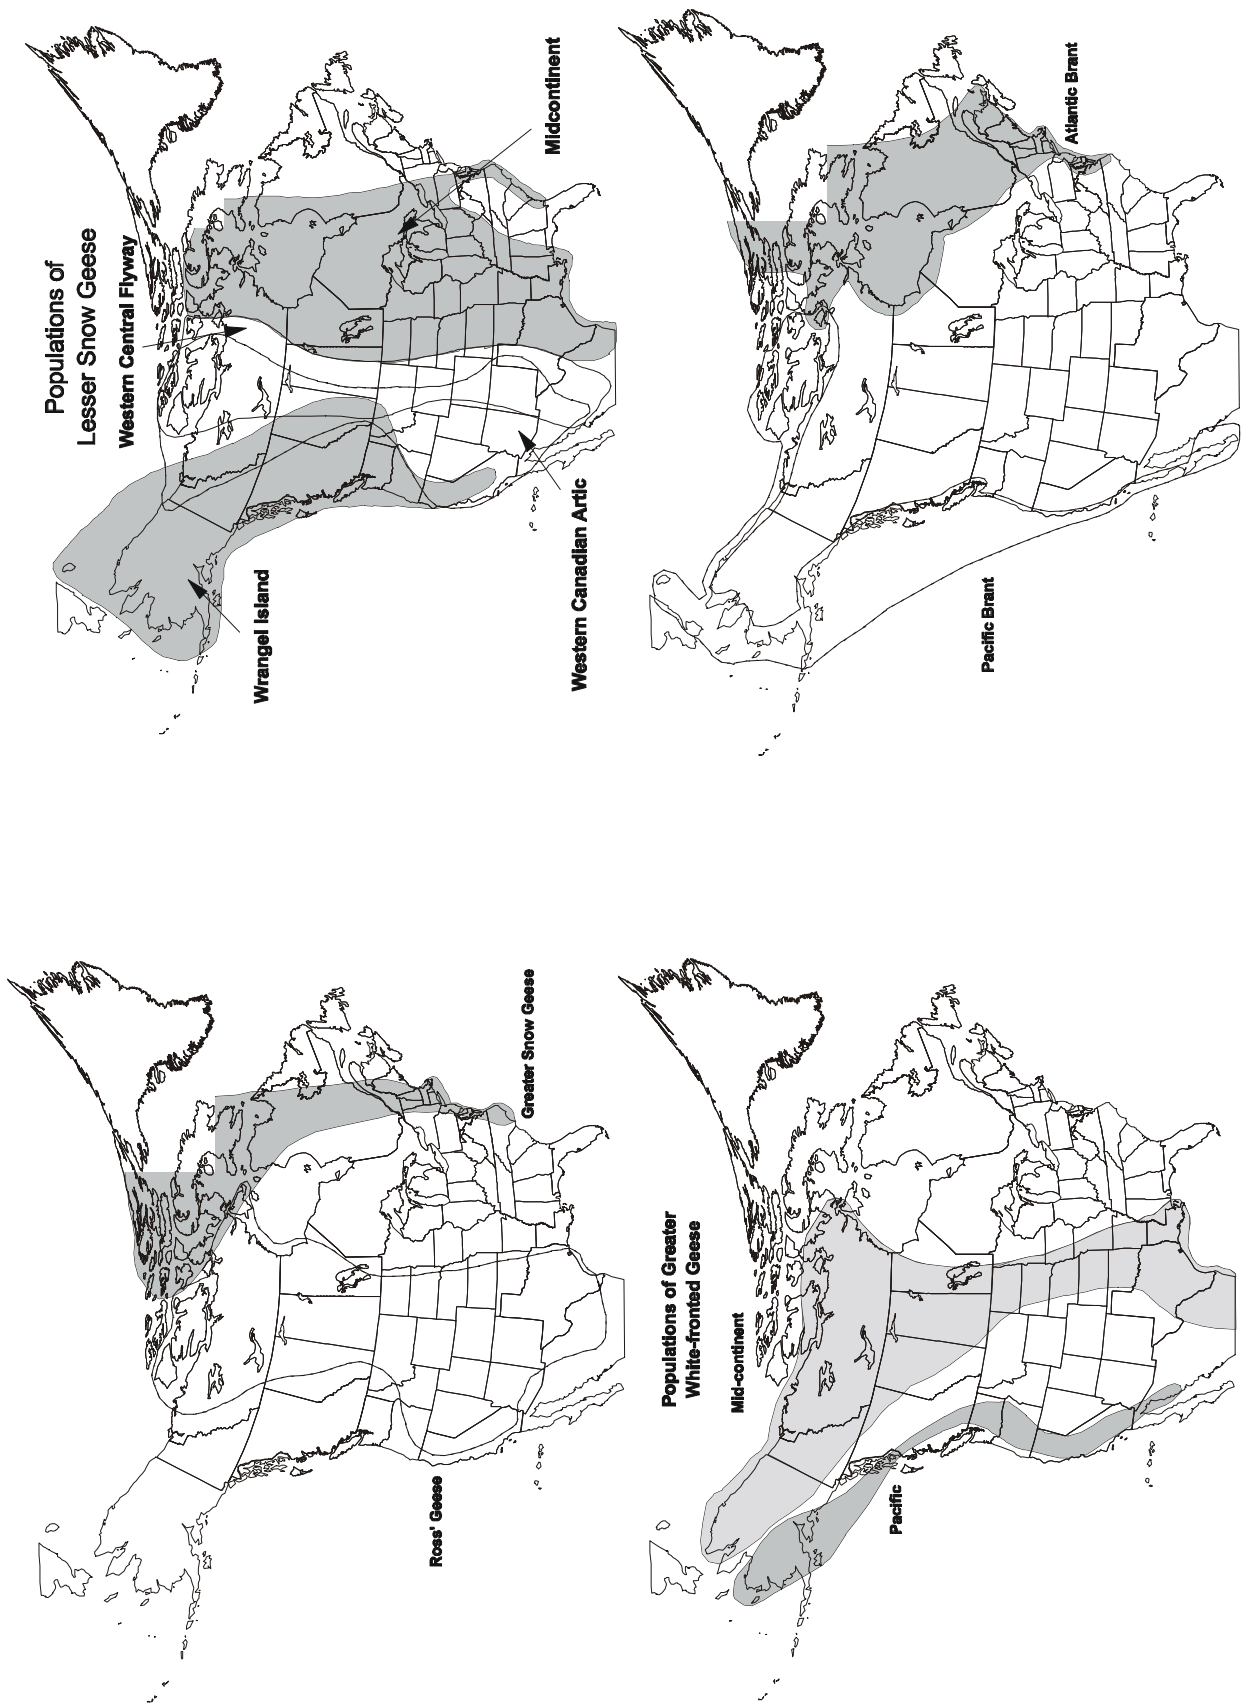 Ross' Geese
Greater Snow Geese
Populations of
Lesser Snow Geese
Western Central Flyway
Wrangel Island
Midcontinent
Western Canadian Artic
Populations of Greater
White-fronted Geese
Mid-continent
Pacific
Pacific Brant
Atlantic Brant